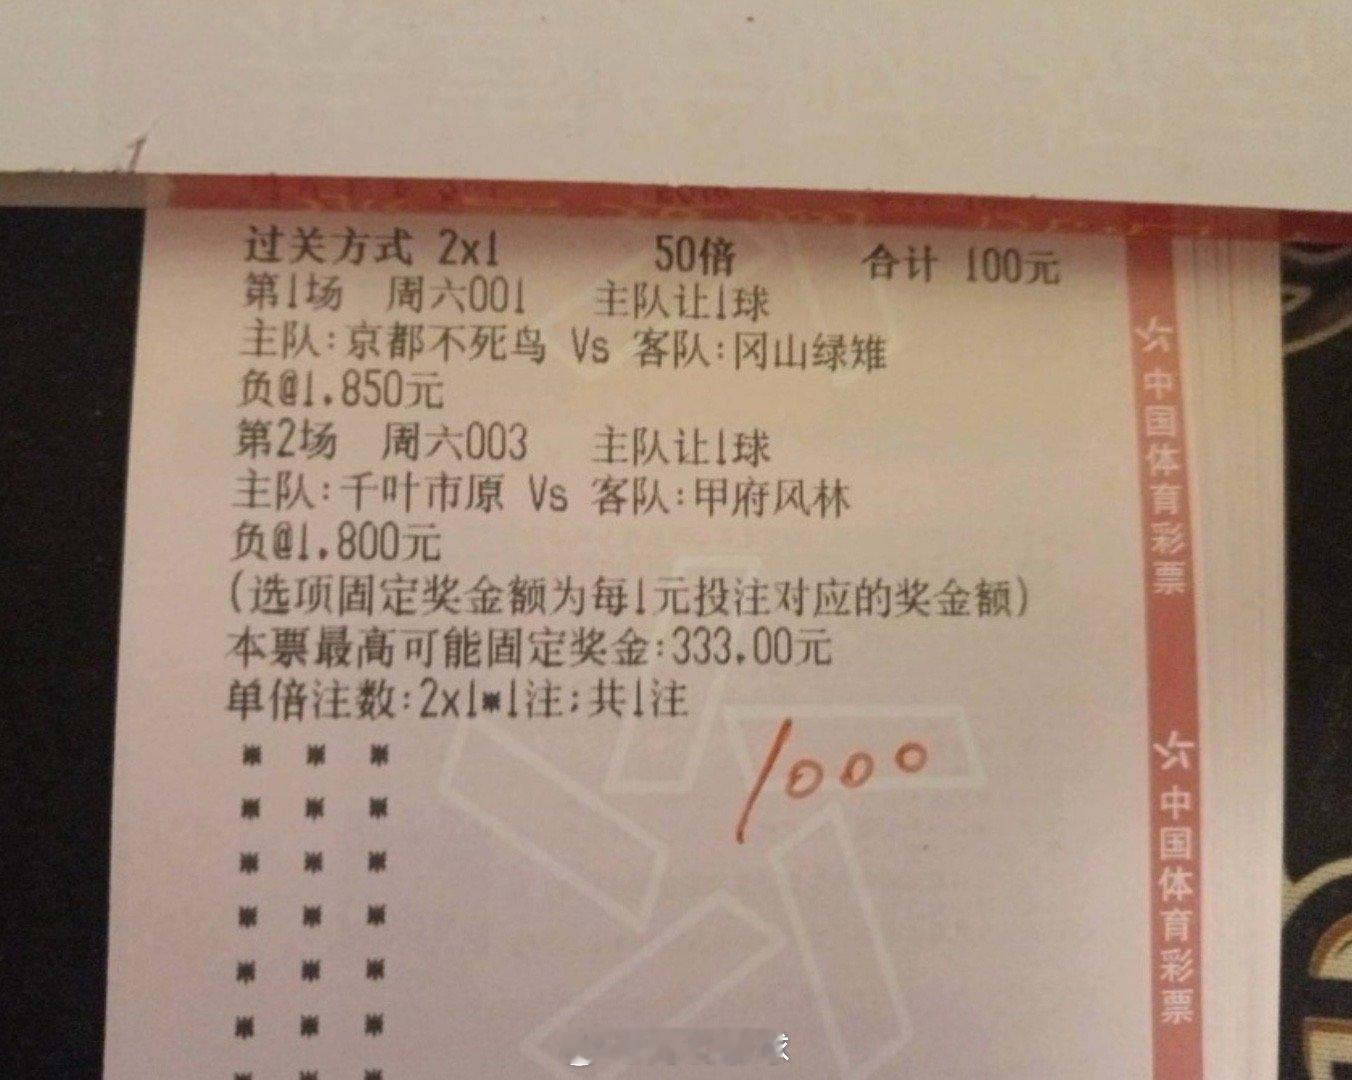 过关方式 2x1 50倍 合计 100元
第1场 周六001 主队让1球
主队:京都不死鸟 Vs 客队:冈山绿雉
负@1.850元
第2场 周六003 主队让1球
主队:千叶市原 Vs 客队:甲府风林
负@1.800元
(选项固定奖金额为每1元投注对应的奖金额)
本票最高可能固定奖金:333.00元
单倍注数:2x1*1注;共1注
* * *
* * *
* * *
* * *
* * *
* * *
* * *
1000
中国体育彩票
中国体育彩票